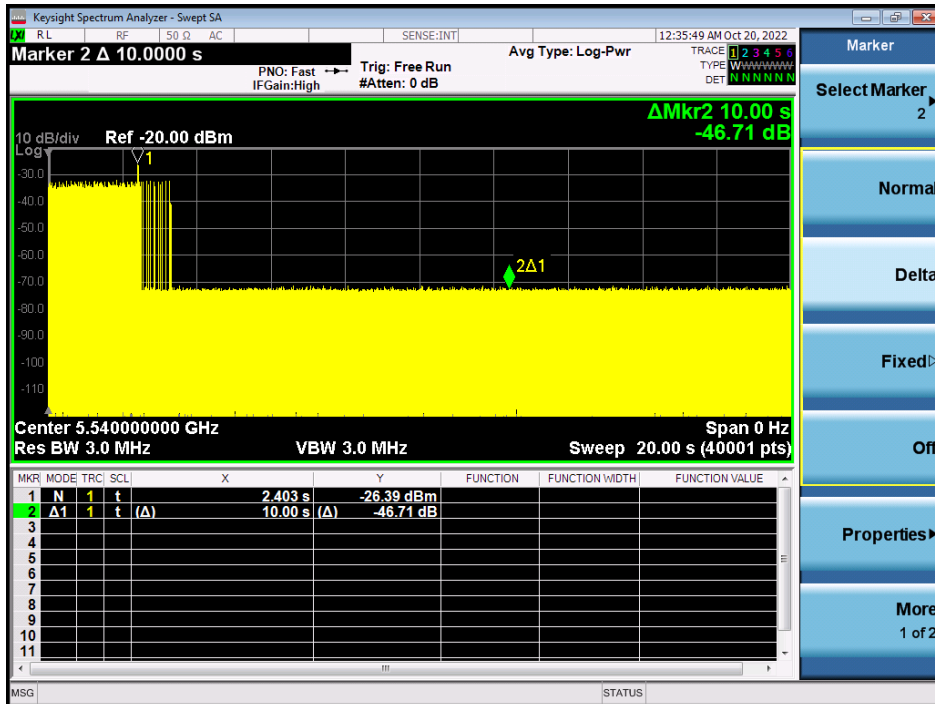 Keysight Spectrum Analyzer - Swept SA
LXI RL RF 50 Ω AC SENSE:INT 12:35:49 AM Oct 20, 2022
Marker 2 Δ 10.0000 s
PNO: Fast
IFGain:High
Trig: Free Run
#Atten: 0 dB
Avg Type: Log-Pwr
TRACE 1 2 3 4 5 6
TYPE WWWWWW
DET N N N N N N
ΔMkr2 10.00 s
-46.71 dB
10 dB/div Ref -20.00 dBm
Log
1
-30.0
-40.0
-50.0
-60.0
2Δ1
-70.0
-80.0
-90.0
-100
-110
Center 5.540000000 GHz Span 0 Hz
Res BW 3.0 MHz VBW 3.0 MHz Sweep 20.00 s (40001 pts)
MKR MODE TRC SCL X Y FUNCTION FUNCTION WIDTH FUNCTION VALUE
1 N 1 t 2.403 s -26.39 dBm
2 Δ1 1 t (Δ) 10.00 s (Δ) -46.71 dB
3
4
5
6
7
8
9
10
11
MSG STATUS
Marker
Select Marker
2
Normal
Delta
Fixed
Off
Properties
More
1 of 2